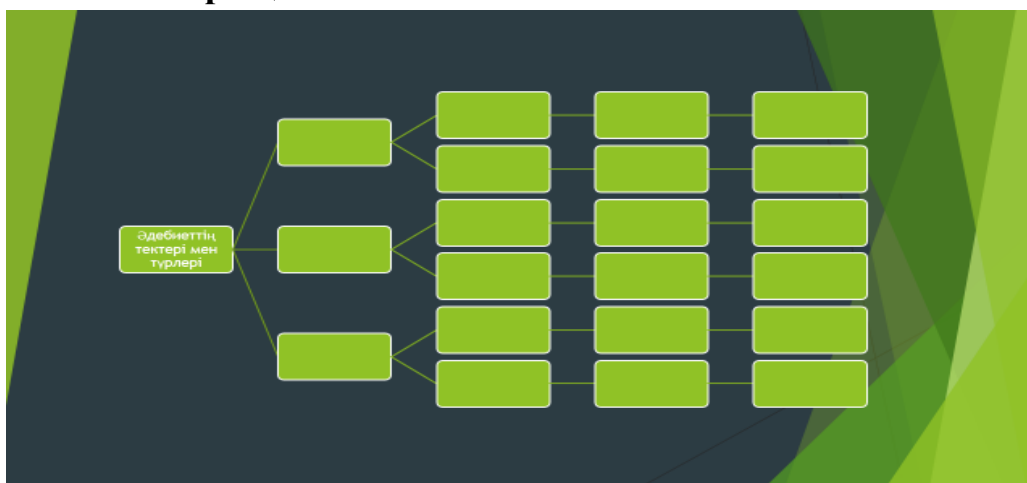 Әдебиеттің
тектері мен
түрлері